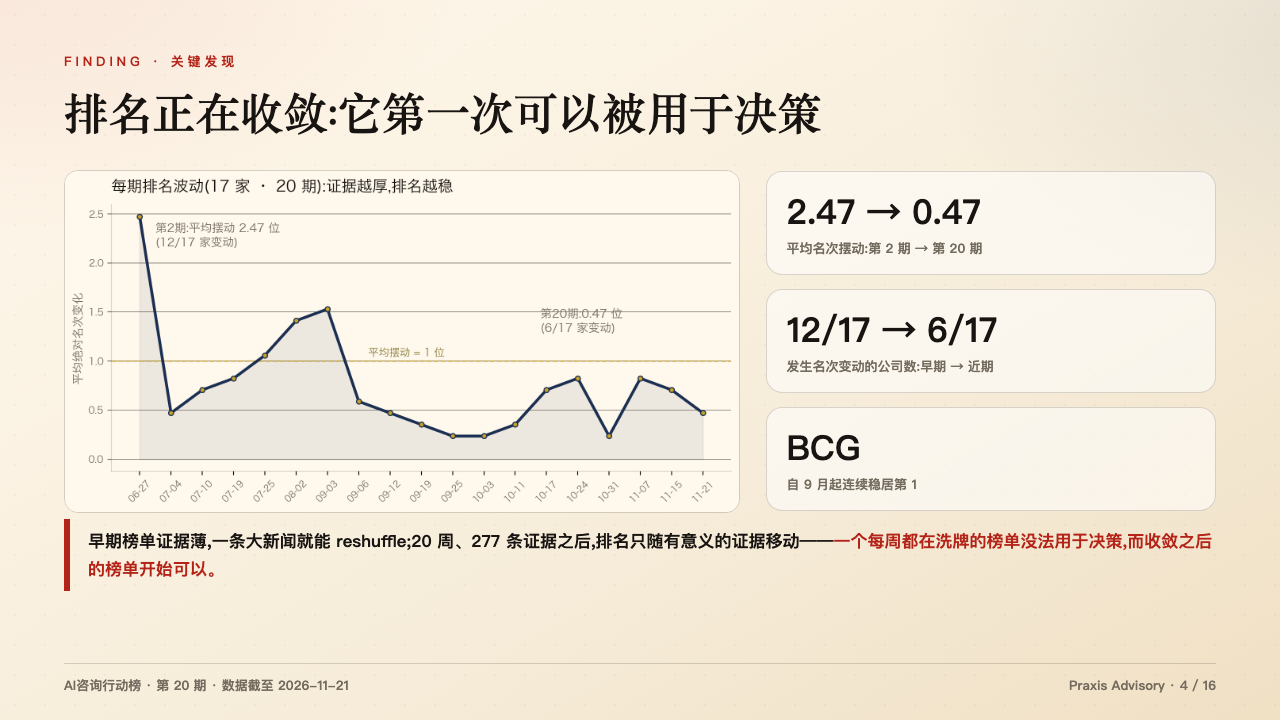 FINDING · 关键发现
排名正在收敛:它第一次可以被用于决策
每期排名波动(17 家 · 20 期):证据越厚,排名越稳
平均绝对名次变化
2.5
2.0
1.5
1.0
0.5
0.0
第2期:平均摆动 2.47 位
(12/17 家变动)
平均摆动 = 1 位
第20期:0.47 位
(6/17 家变动)
06-27
07-04
07-10
07-19
07-25
08-02
09-03
09-06
09-12
09-19
09-25
10-03
10-11
10-17
10-24
10-31
11-07
11-15
11-21
2.47 → 0.47
平均名次摆动:第 2 期 → 第 20 期
12/17 → 6/17
发生名次变动的公司数:早期 → 近期
BCG
自 9 月起连续稳居第 1
早期榜单证据薄,一条大新闻就能 reshuffle;20 周、277 条证据之后,排名只随有意义的证据移动——一个每周都在洗牌的榜单没法用于决策,而收敛之后
的榜单开始可以。
AI咨询行动榜 · 第 20 期 · 数据截至 2026-11-21
Praxis Advisory · 4 / 16